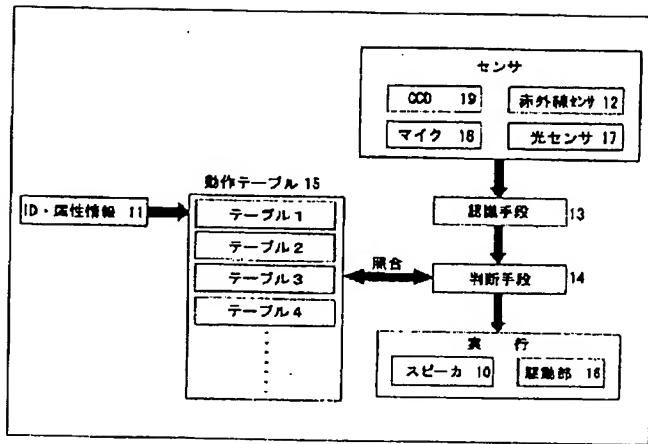 センサ
CCD 19
赤外線センサ 12
マイク 18
光センサ 17
動作テーブル 15
ID・属性情報 11
テーブル1
テーブル2
テーブル3
テーブル4
認識手段 13
照合
判断手段 14
実行
スピーカ 10
駆動部 16